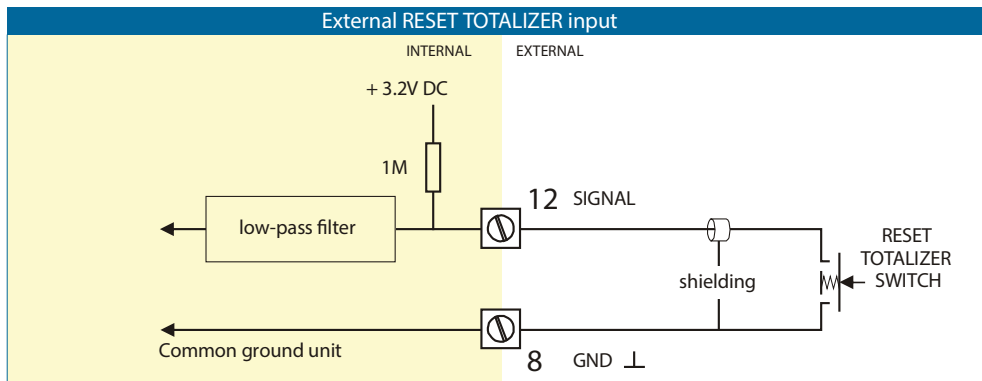 External RESET TOTALIZER input
INTERNAL
EXTERNAL
+ 3.2V DC
1M
12 SIGNAL
low-pass filter
RESET
TOTALIZER
SWITCH
shielding
Common ground unit
8 GND